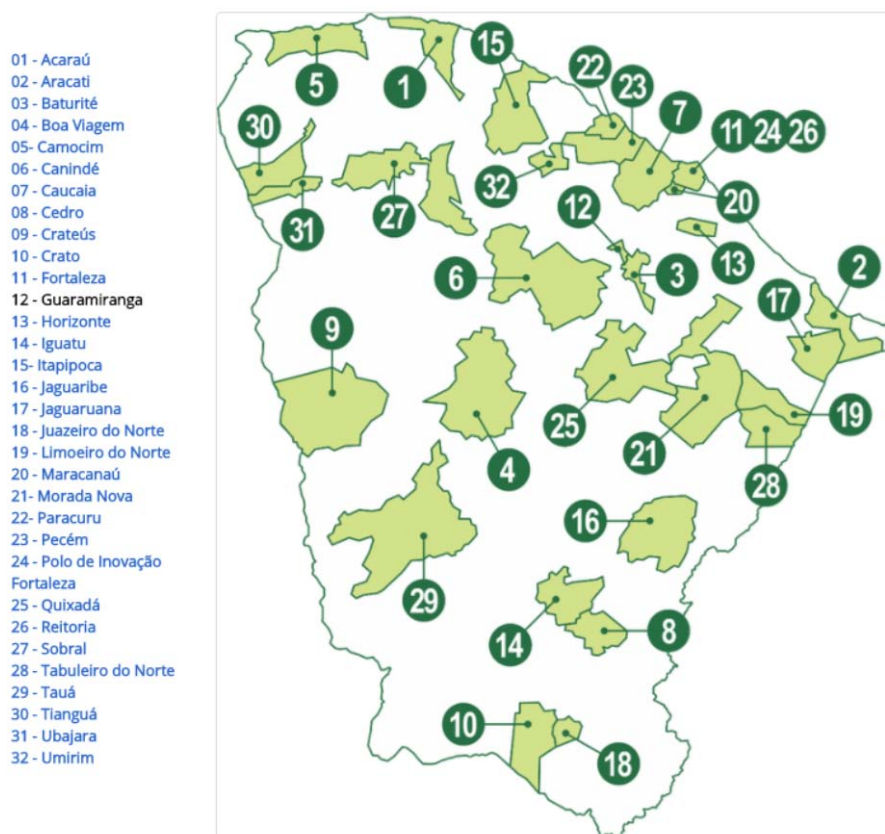 01 - Acaraú
02 - Aracati
03 - Baturité
04 - Boa Viagem
05- Camocim
06 - Canindé
07 - Caucaia
08 - Cedro
09 - Crateús
10 - Crato
11 - Fortaleza
12 - Guaramiranga
13 - Horizonte
14 - Iguatu
15- Itapipoca
16 - Jaguaribe
17 - Jaguaruana
18 - Juazeiro do Norte
19 - Limoeiro do Norte
20 - Maracanaú
21- Morada Nova
22- Paracuru
23 - Pecém
24 - Polo de Inovação
Fortaleza
25 - Quixadá
26 - Reitoria
27 - Sobral
28 - Tabuleiro do Norte
29 - Tauá
30 - Tianguá
31 - Ubajara
32 - Umirim
15
22
5
1
23
7
30
11 24 26
32
20
27
31
12
13
6
3
2
17
9
25
19
21
4
28
16
29
14
8
10
18